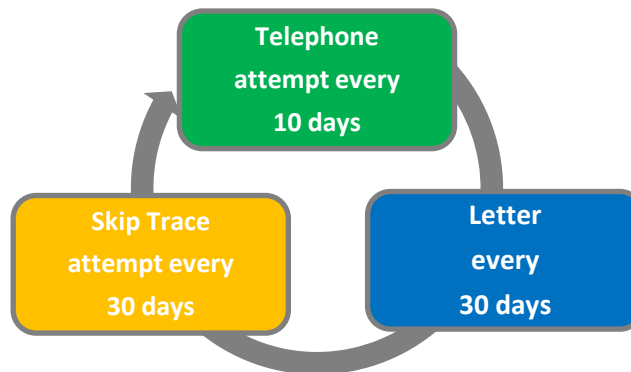 Telephone
attempt every
10 days
Skip Trace
attempt every
30 days
Letter
every
30 days